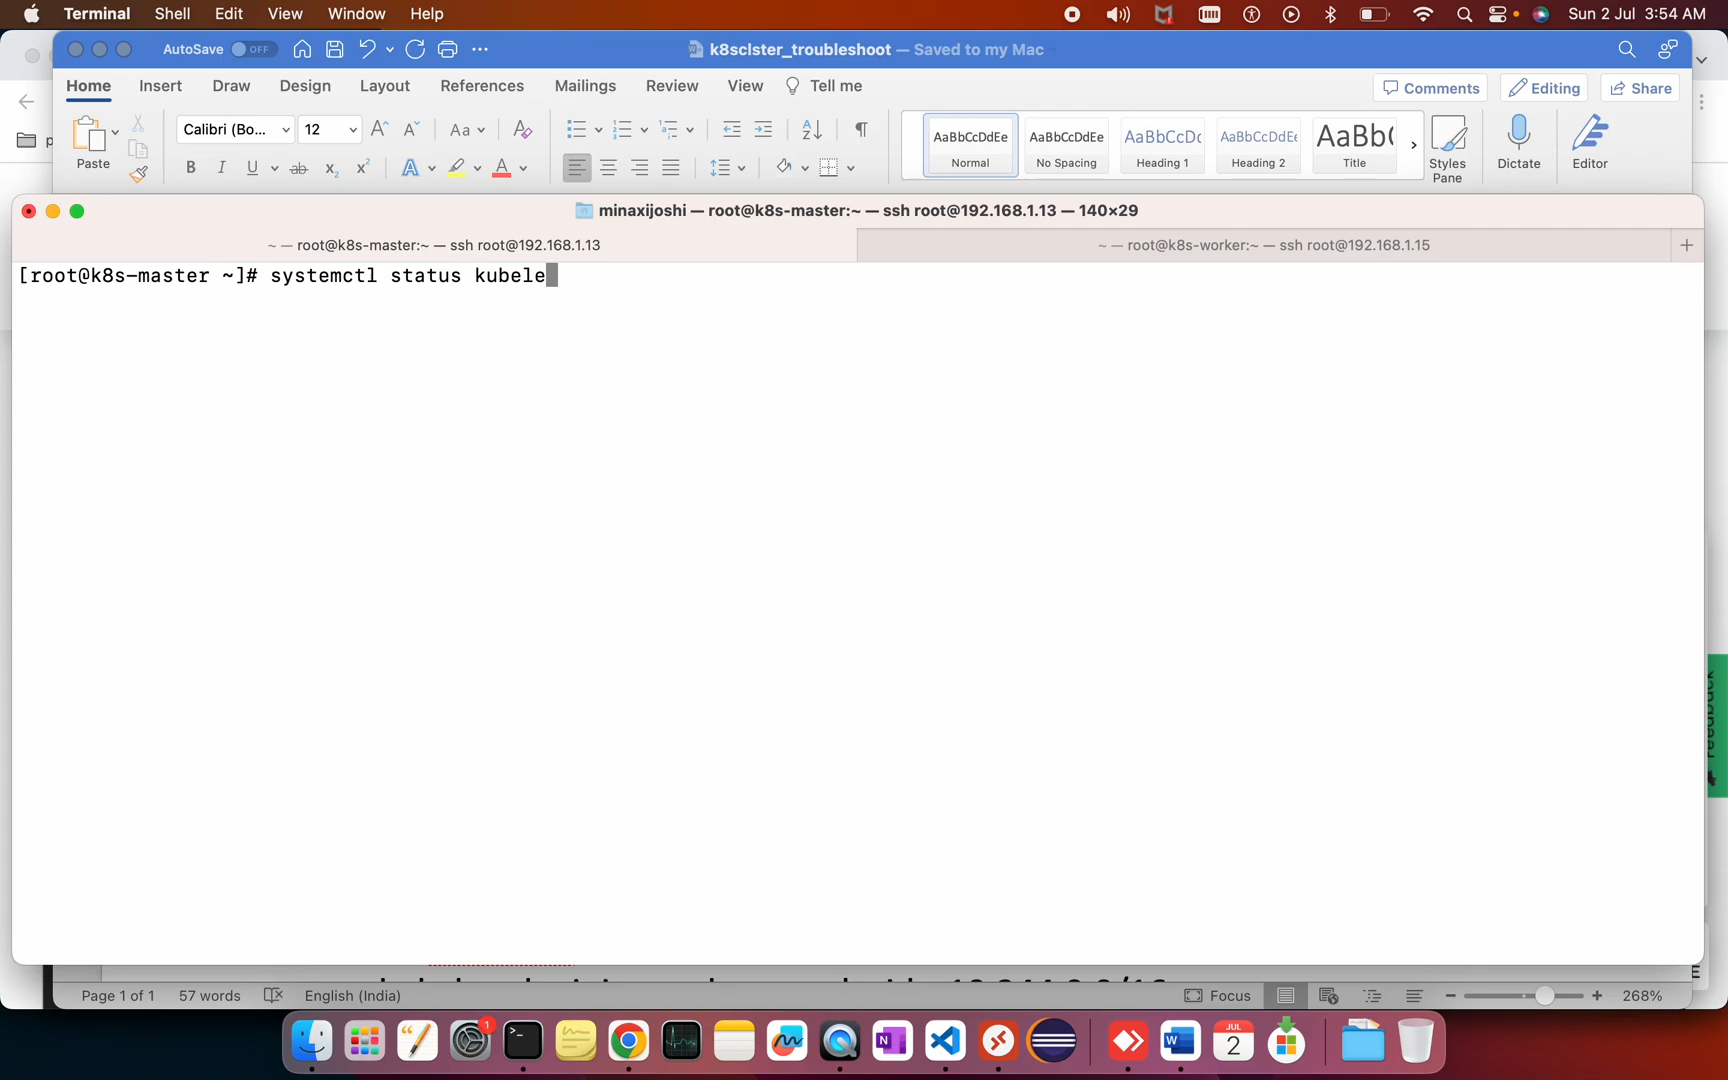 Terminal Shell Edit View Window Help Sun 2 Jul 3:54 AM
AutoSave OFF k8sclster_troubleshoot — Saved to my Mac
Home Insert Draw Design Layout References Mailings Review View Tell me Comments Editing Share
Paste Calibri (Bo... 12 Aa
AaBbCcDdEe Normal AaBbCcDdEe No Spacing AaBbCcDc Heading 1 AaBbCcDdEe Heading 2 AaBb( Title Styles Pane Dictate Editor
minaxijoshi — root@k8s-master:~ — ssh root@192.168.1.13 — 140×29
~ — root@k8s-master:~ — ssh root@192.168.1.13 ~ — root@k8s-worker:~ — ssh root@192.168.1.15
[root@k8s-master ~]# systemctl status kubele
Feedback
Page 1 of 1 57 words English (India) Focus 268%
1 JUL 2